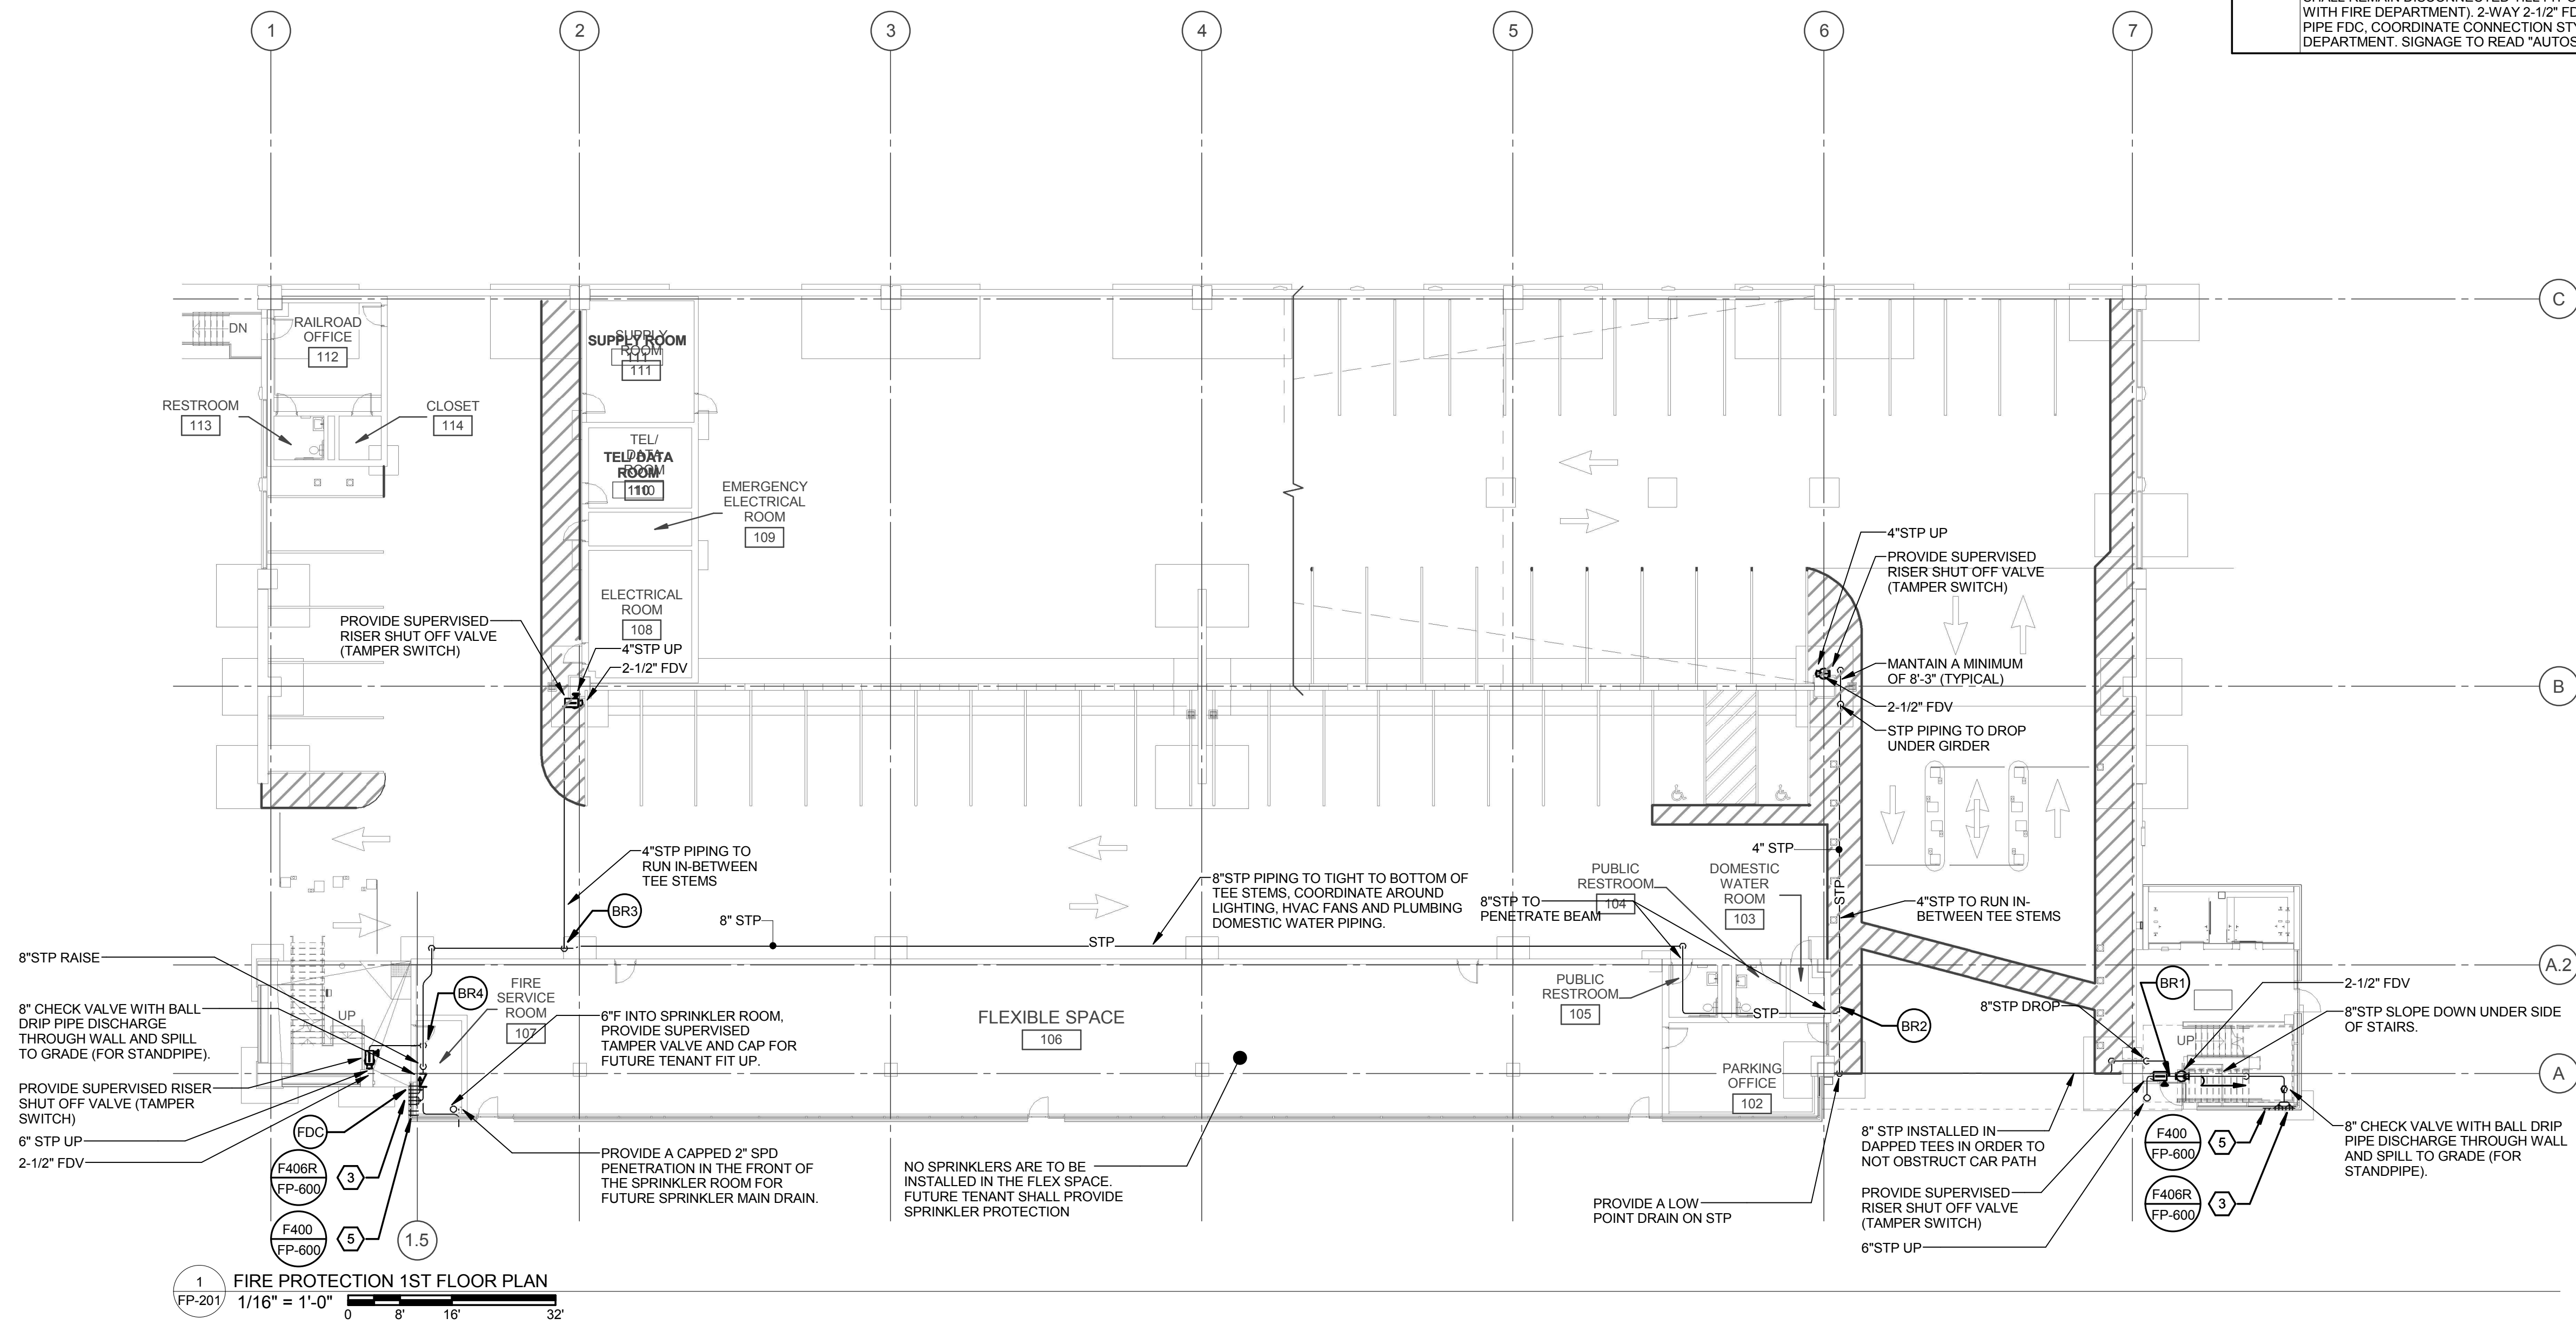 SHALL REMAIN DISCONNECTED
WITH FIRE DEPARTMENT). 2-WAY 2-1/2" FD
PIPE FDC, COORDINATE CONNECTION STY
DEPARTMENT. SIGNAGE TO READ "AUTOS
1
2
3
4
5
6
7
C
DN
RAILROAD
OFFICE
112
SUPPLY
ROOM
111
SUPPLY ROOM
111
RESTROOM
113
CLOSET
114
TEL/
DATA
ROOM
110
TEL/DATA
ROOM
110
EMERGENCY
ELECTRICAL
ROOM
109
4"STP UP
PROVIDE SUPERVISED
RISER SHUT OFF VALVE
(TAMPER SWITCH)
ELECTRICAL
ROOM
108
PROVIDE SUPERVISED
RISER SHUT OFF VALVE
(TAMPER SWITCH)
4"STP UP
2-1/2" FDV
MANTAIN A MINIMUM
OF 8'-3" (TYPICAL)
B
2-1/2" FDV
STP PIPING TO DROP
UNDER GIRDER
4"STP PIPING TO
RUN IN-BETWEEN
TEE STEMS
BR3
8" STP
STP
8"STP PIPING TO TIGHT TO BOTTOM OF
TEE STEMS, COORDINATE AROUND
LIGHTING, HVAC FANS AND PLUMBING
DOMESTIC WATER PIPING.
8"STP TO
PENETRATE BEAM
PUBLIC
RESTROOM
104
DOMESTIC
WATER
ROOM
103
4" STP
STP
4"STP TO RUN IN-
BETWEEN TEE STEMS
8"STP RAISE
A.2
8" CHECK VALVE WITH BALL
DRIP PIPE DISCHARGE
THROUGH WALL AND SPILL
TO GRADE (FOR STANDPIPE).
UP
BR4
FIRE
SERVICE
ROOM
107
6"F INTO SPRINKLER ROOM,
PROVIDE SUPERVISED
TAMPER VALVE AND CAP FOR
FUTURE TENANT FIT UP.
FLEXIBLE SPACE
106
PUBLIC
RESTROOM
105
STP
BR2
8"STP DROP
BR1
2-1/2" FDV
8"STP SLOPE DOWN UNDER SIDE
OF STAIRS.
UP
PARKING
OFFICE
102
A
PROVIDE SUPERVISED RISER
SHUT OFF VALVE (TAMPER
SWITCH)
6" STP UP
2-1/2" FDV
FDC
F406R
FP-600
3
F400
FP-600
5
1.5
PROVIDE A CAPPED 2" SPD
PENETRATION IN THE FRONT OF
THE SPRINKLER ROOM FOR
FUTURE SPRINKLER MAIN DRAIN.
NO SPRINKLERS ARE TO BE
INSTALLED IN THE FLEX SPACE.
FUTURE TENANT SHALL PROVIDE
SPRINKLER PROTECTION
PROVIDE A LOW
POINT DRAIN ON STP
8" STP INSTALLED IN
DAPPED TEES IN ORDER TO
NOT OBSTRUCT CAR PATH
PROVIDE SUPERVISED
RISER SHUT OFF VALVE
(TAMPER SWITCH)
6"STP UP
F400
FP-600
5
F406R
FP-600
3
8" CHECK VALVE WITH BALL DRIP
PIPE DISCHARGE THROUGH WALL
AND SPILL TO GRADE (FOR
STANDPIPE).
1
FP-201
FIRE PROTECTION 1ST FLOOR PLAN
1/16" = 1'-0"
0 8' 16' 32'